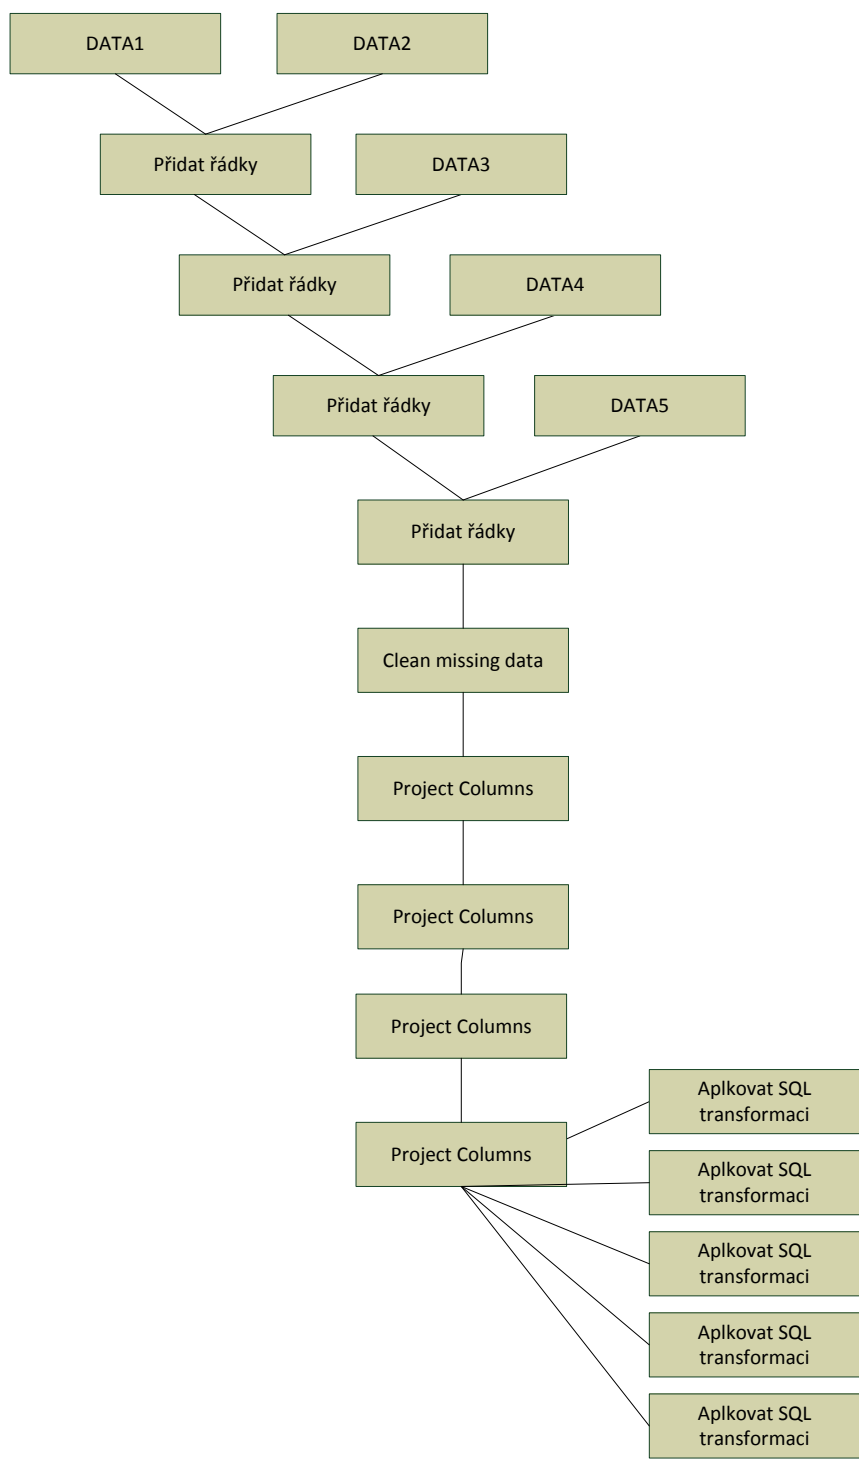 DATA1
DATA2
Přidat řádky
DATA3
Přidat řádky
DATA4
Přidat řádky
DATA5
Přidat řádky
Clean missing data
Project Columns
Project Columns
Project Columns
Project Columns
Aplkovat SQL
transformaci
Aplkovat SQL
transformaci
Aplkovat SQL
transformaci
Aplkovat SQL
transformaci
Aplkovat SQL
transformaci